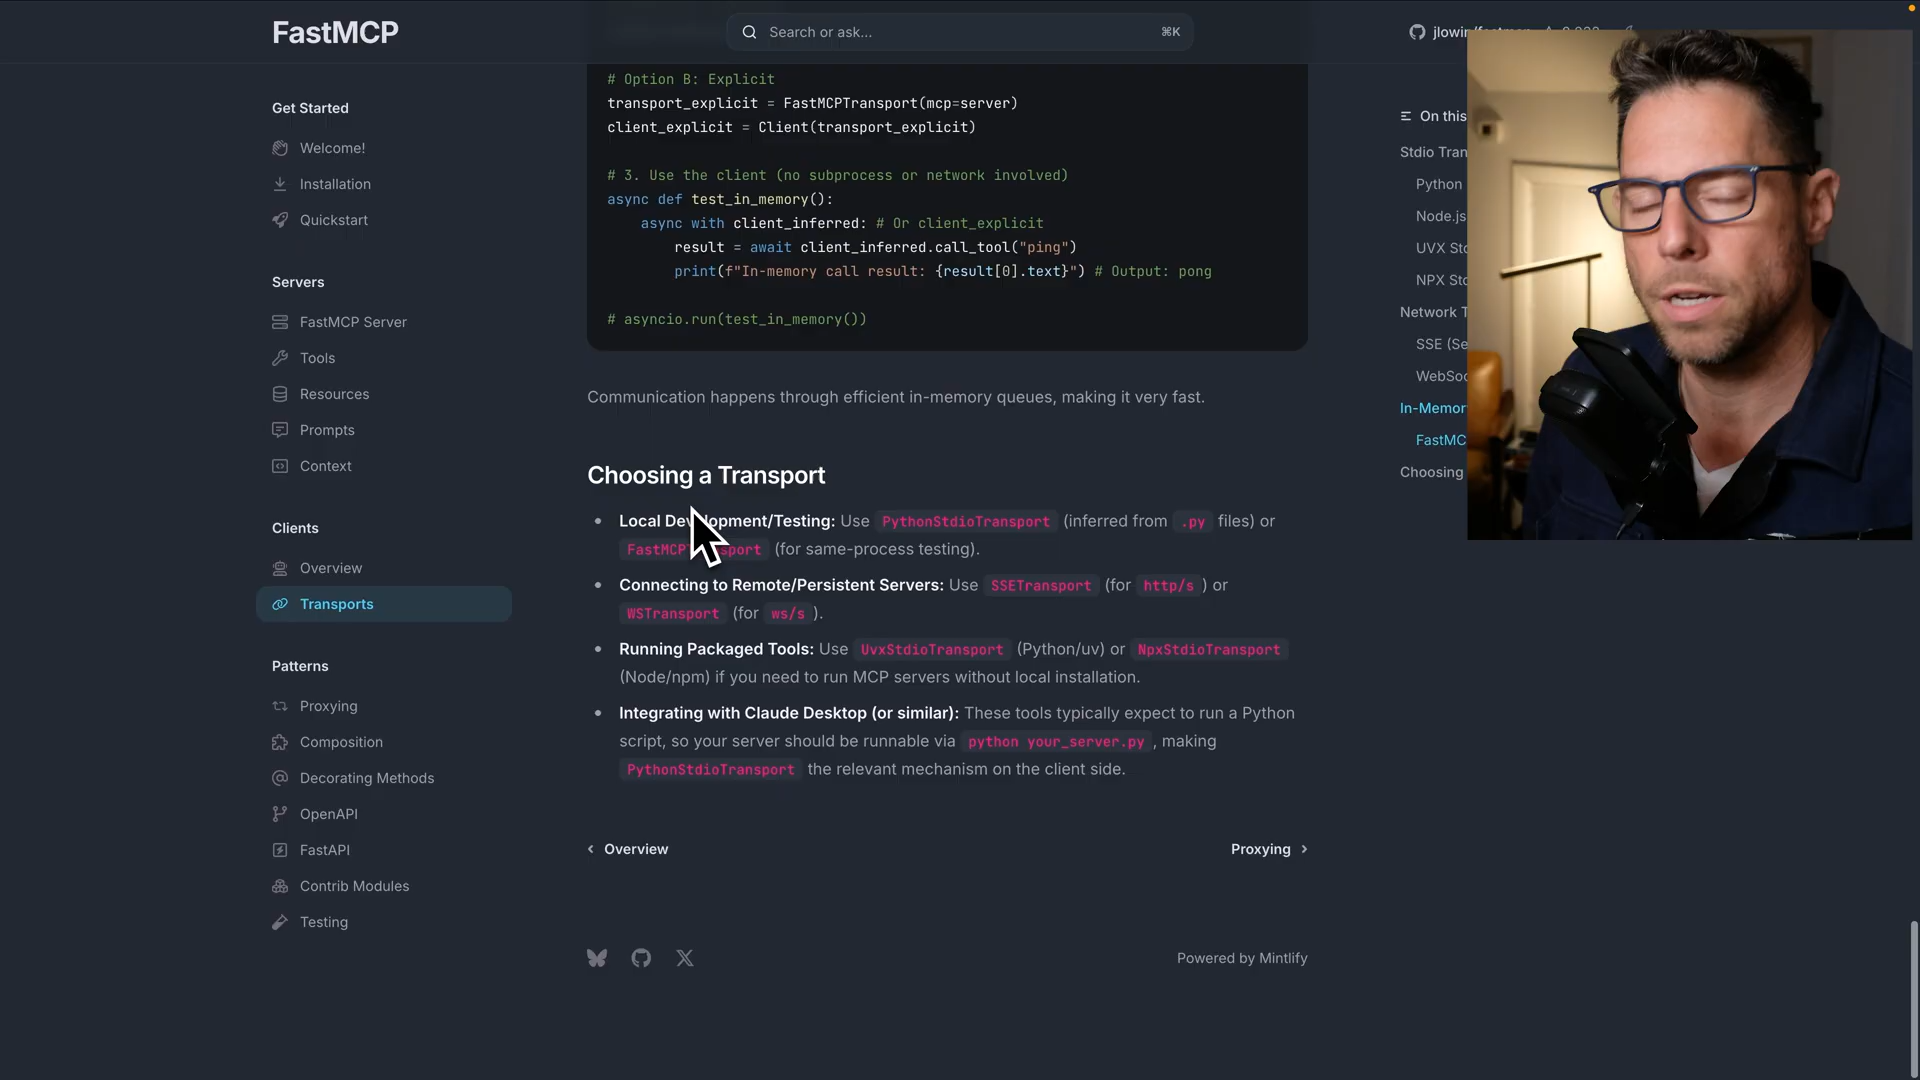 FastMCP
Search or ask...
⌘K
Get Started
Welcome!
Installation
Quickstart
Servers
FastMCP Server
Tools
Resources
Prompts
Context
Clients
Overview
Transports
Patterns
Proxying
Composition
Decorating Methods
OpenAPI
FastAPI
Contrib Modules
Testing
# Option B: Explicit
transport_explicit = FastMCPTransport(mcp=server)
client_explicit = Client(transport_explicit)
# 3. Use the client (no subprocess or network involved)
async def test_in_memory():
async with client_inferred: # Or client_explicit
result = await client_inferred.call_tool("ping")
print(f"In-memory call result: {result[0].text}") # Output: pong
# asyncio.run(test_in_memory())
Communication happens through efficient in-memory queues, making it very fast.
Choosing a Transport
• Local Development/Testing: Use PythonStdioTransport (inferred from .py files) or
FastMCPTransport (for same-process testing).
• Connecting to Remote/Persistent Servers: Use SSETransport (for http/s ) or
WSTransport (for ws/s ).
• Running Packaged Tools: Use UvxStdioTransport (Python/uv) or NpxStdioTransport
(Node/npm) if you need to run MCP servers without local installation.
• Integrating with Claude Desktop (or similar): These tools typically expect to run a Python
script, so your server should be runnable via python your_server.py , making
PythonStdioTransport the relevant mechanism on the client side.
Overview
Proxying
Powered by Mintlify
On this
Stdio Tran
Python
Node.js
UVX Std
NPX Std
Network T
SSE (Se
WebSoc
In-Memor
FastMC
Choosing